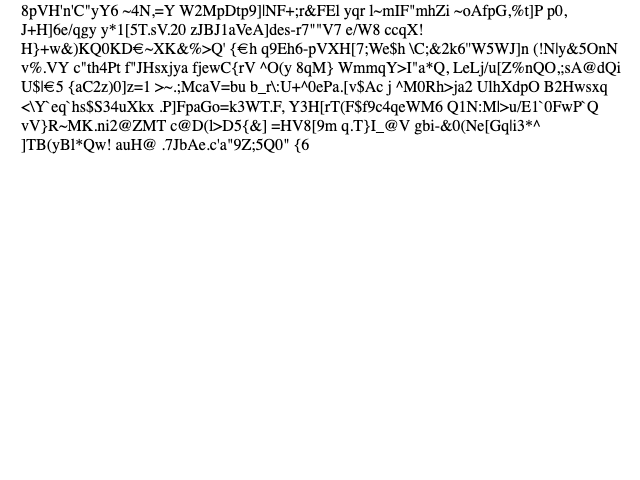 8pVH'n'C"yY6 ~4N,=Y W2MpDtp9]|NF+;r&FEl yqr l~mIF"mhZi ~oAfpG,%t]P p0,
J+H]6e/qgy y*1[5T.sV.20 zJBJ1aVeA]des-r7""V7 e/W8 ccqX!
H}+w&)KQ0KD€~XK&%>Q' {€h q9Eh6-pVXH[7;We$h \C;&2k6"W5WJ]n (!N|y&5OnN
v%.VY c"th4Pt f"JHsxjya fjewC{rV ^O(y 8qM} WmmqY>I"a*Q, LeLj/u[Z%nQO,;sA@dQi
U$|€5 {aC2z)0]z=1 >~.;McaV=bu b_r\:U+^0ePa.[v$Ac j ^M0Rh>ja2 UlhXdpO B2Hwsxq
<\Y`eq`hs$S34uXkx .P]FpaGo=k3WT.F, Y3H[rT(F$f9c4qeWM6 Q1N:M|>u/E1`0FwP`Q
vV}R~MK.ni2@ZMT c@D(l>D5{&] =HV8[9m q.T}I_@V gbi-&0(Ne[Gq|i3*^
]TB(yBl*Qw! auH@ .7JbAe.c'a"9Z;5Q0" {6